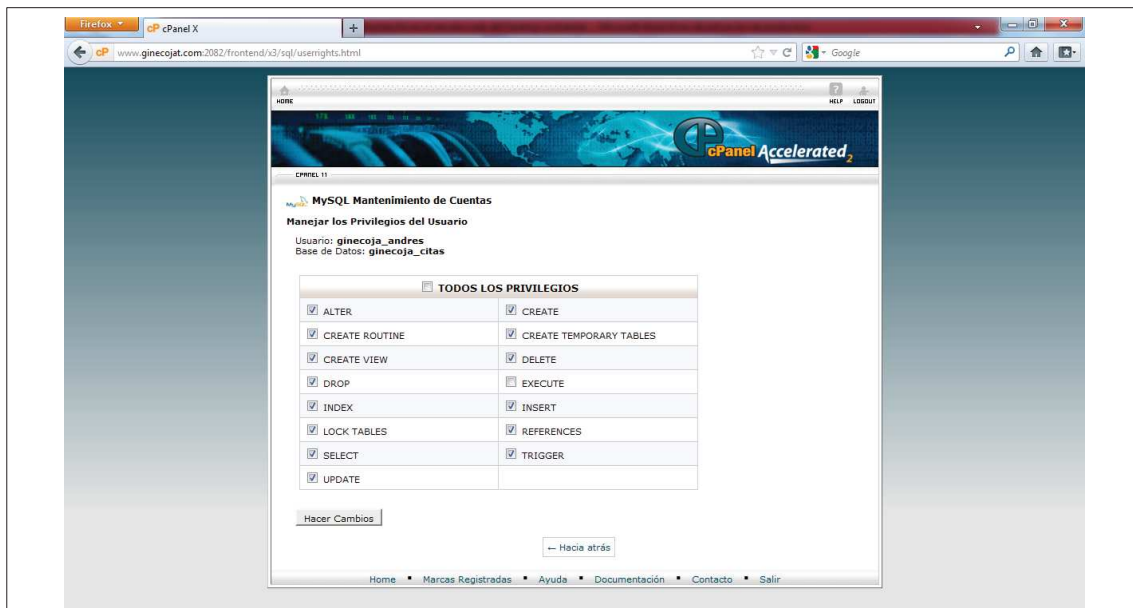 Firefox
cP cPanel X
+
cP www.ginecojat.com:2082/frontend/x3/sql/userrights.html
Google
HOME
HELP LOGOUT
cPanel Accelerated2
CPANEL 11
MySQL MySQL Mantenimiento de Cuentas
Manejar los Privilegios del Usuario
Usuario: ginecoja_andres
Base de Datos: ginecoja_citas
TODOS LOS PRIVILEGIOS
ALTER CREATE
CREATE ROUTINE CREATE TEMPORARY TABLES
CREATE VIEW DELETE
DROP EXECUTE
INDEX INSERT
LOCK TABLES REFERENCES
SELECT TRIGGER
UPDATE
Hacer Cambios
← Hacia atrás
Home ▪ Marcas Registradas ▪ Ayuda ▪ Documentación ▪ Contacto ▪ Salir